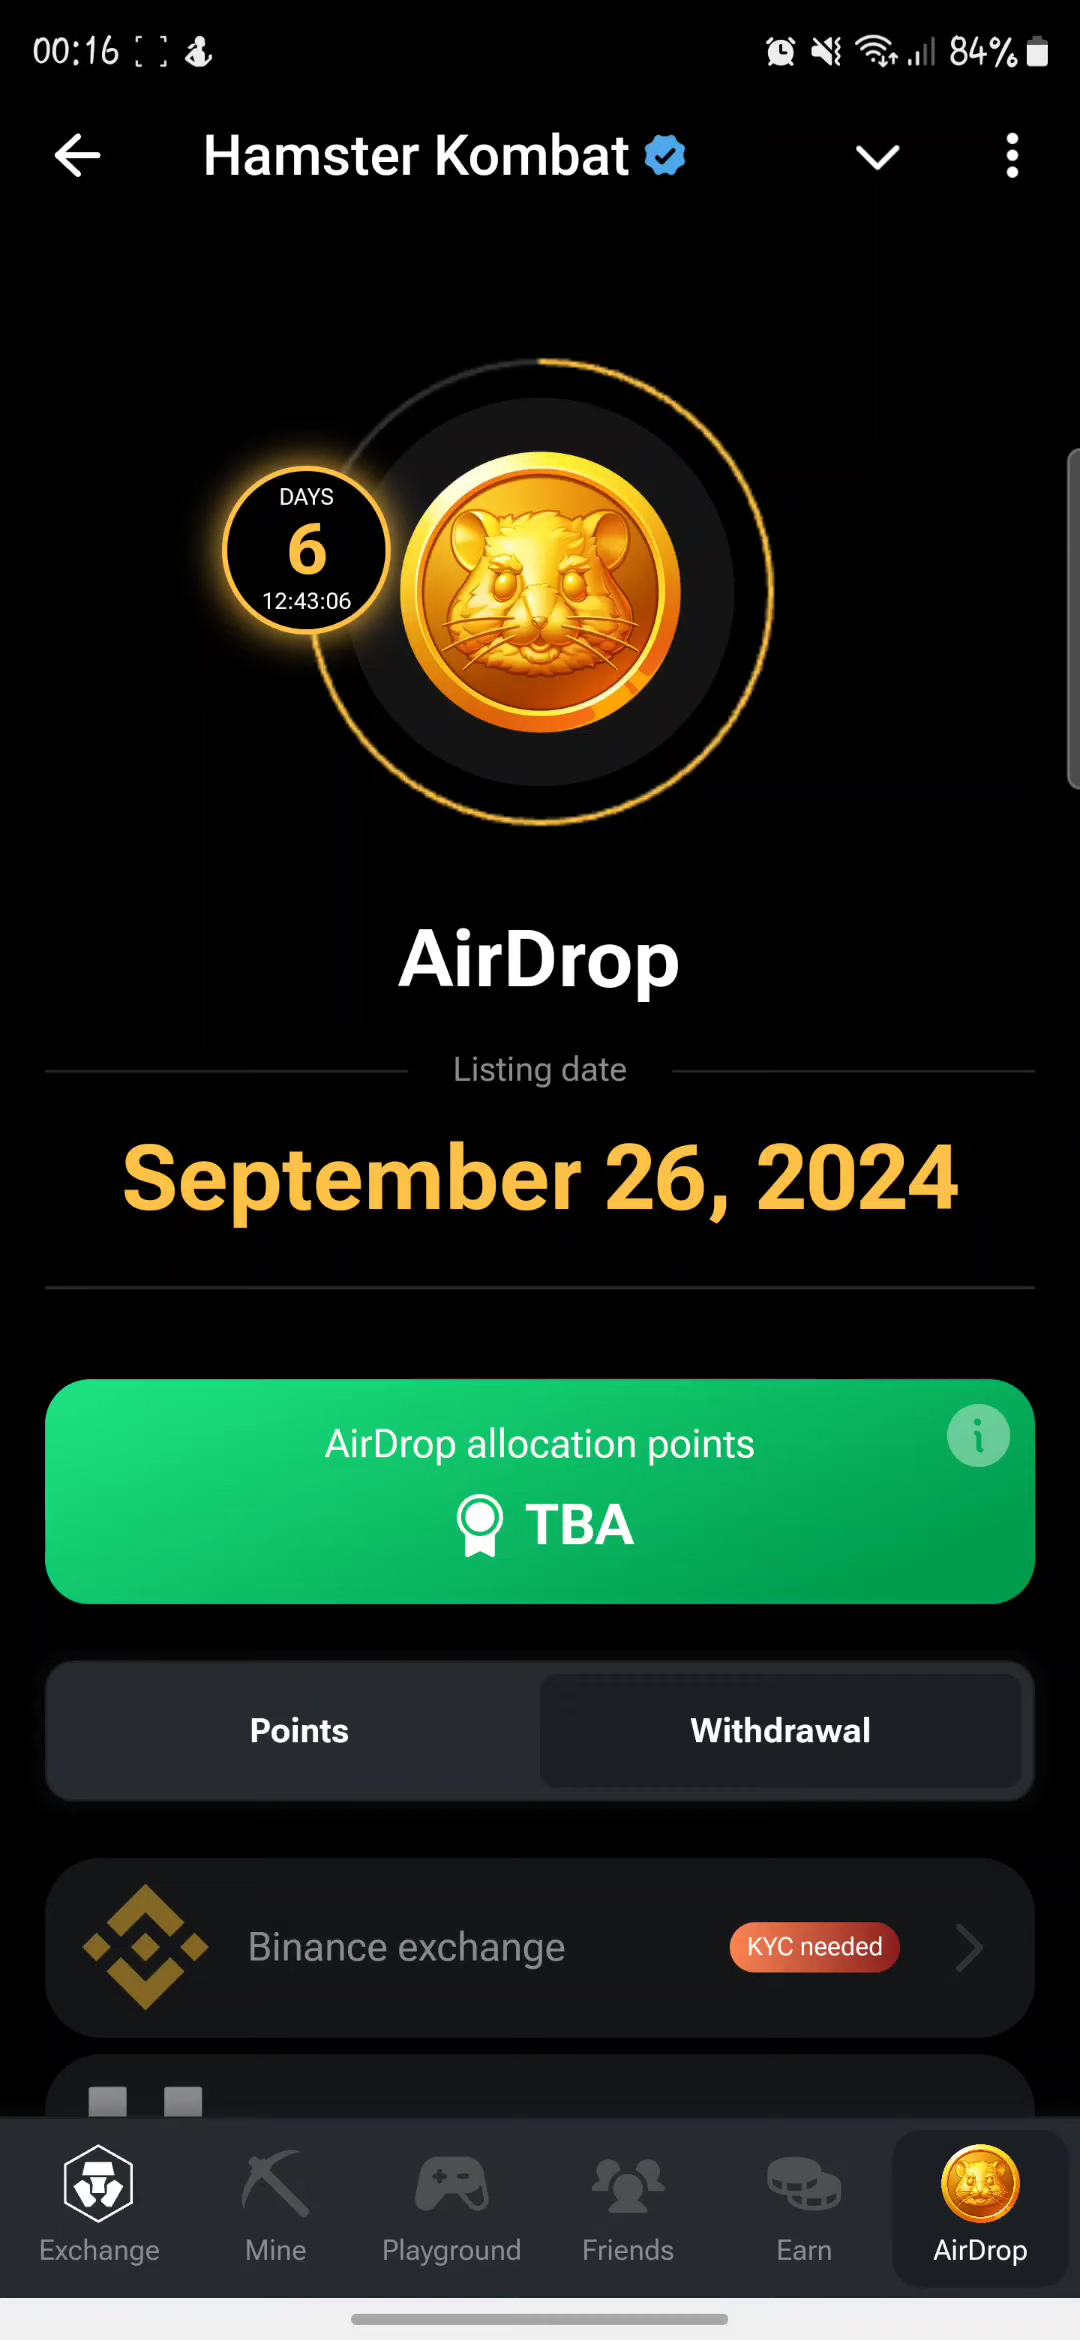 00:16
84%
Hamster Kombat
DAYS
6
12:43:06
AirDrop
Listing date
September 26, 2024
AirDrop allocation points
i
TBA
Points
Withdrawal
Binance exchange
KYC needed
Exchange
Mine
Playground
Friends
Earn
AirDrop